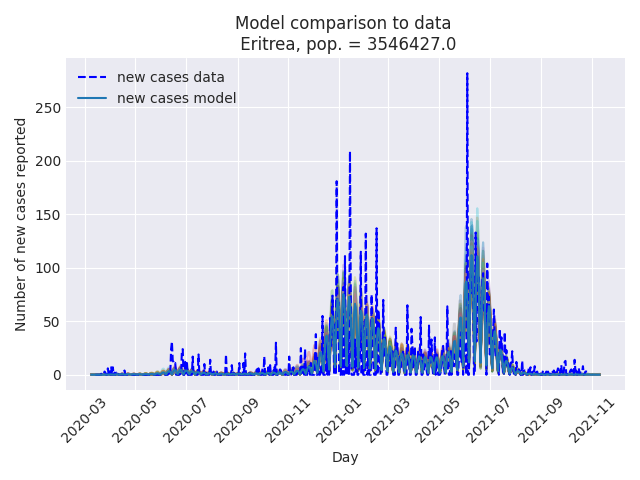 Model comparison to data
Eritrea, pop. = 3546427.0
new cases data
new cases model
Number of new cases reported
250
200
150
100
50
0
2020-03
2020-05
2020-07
2020-09
2020-11
2021-01
2021-03
2021-05
2021-07
2021-09
2021-11
Day